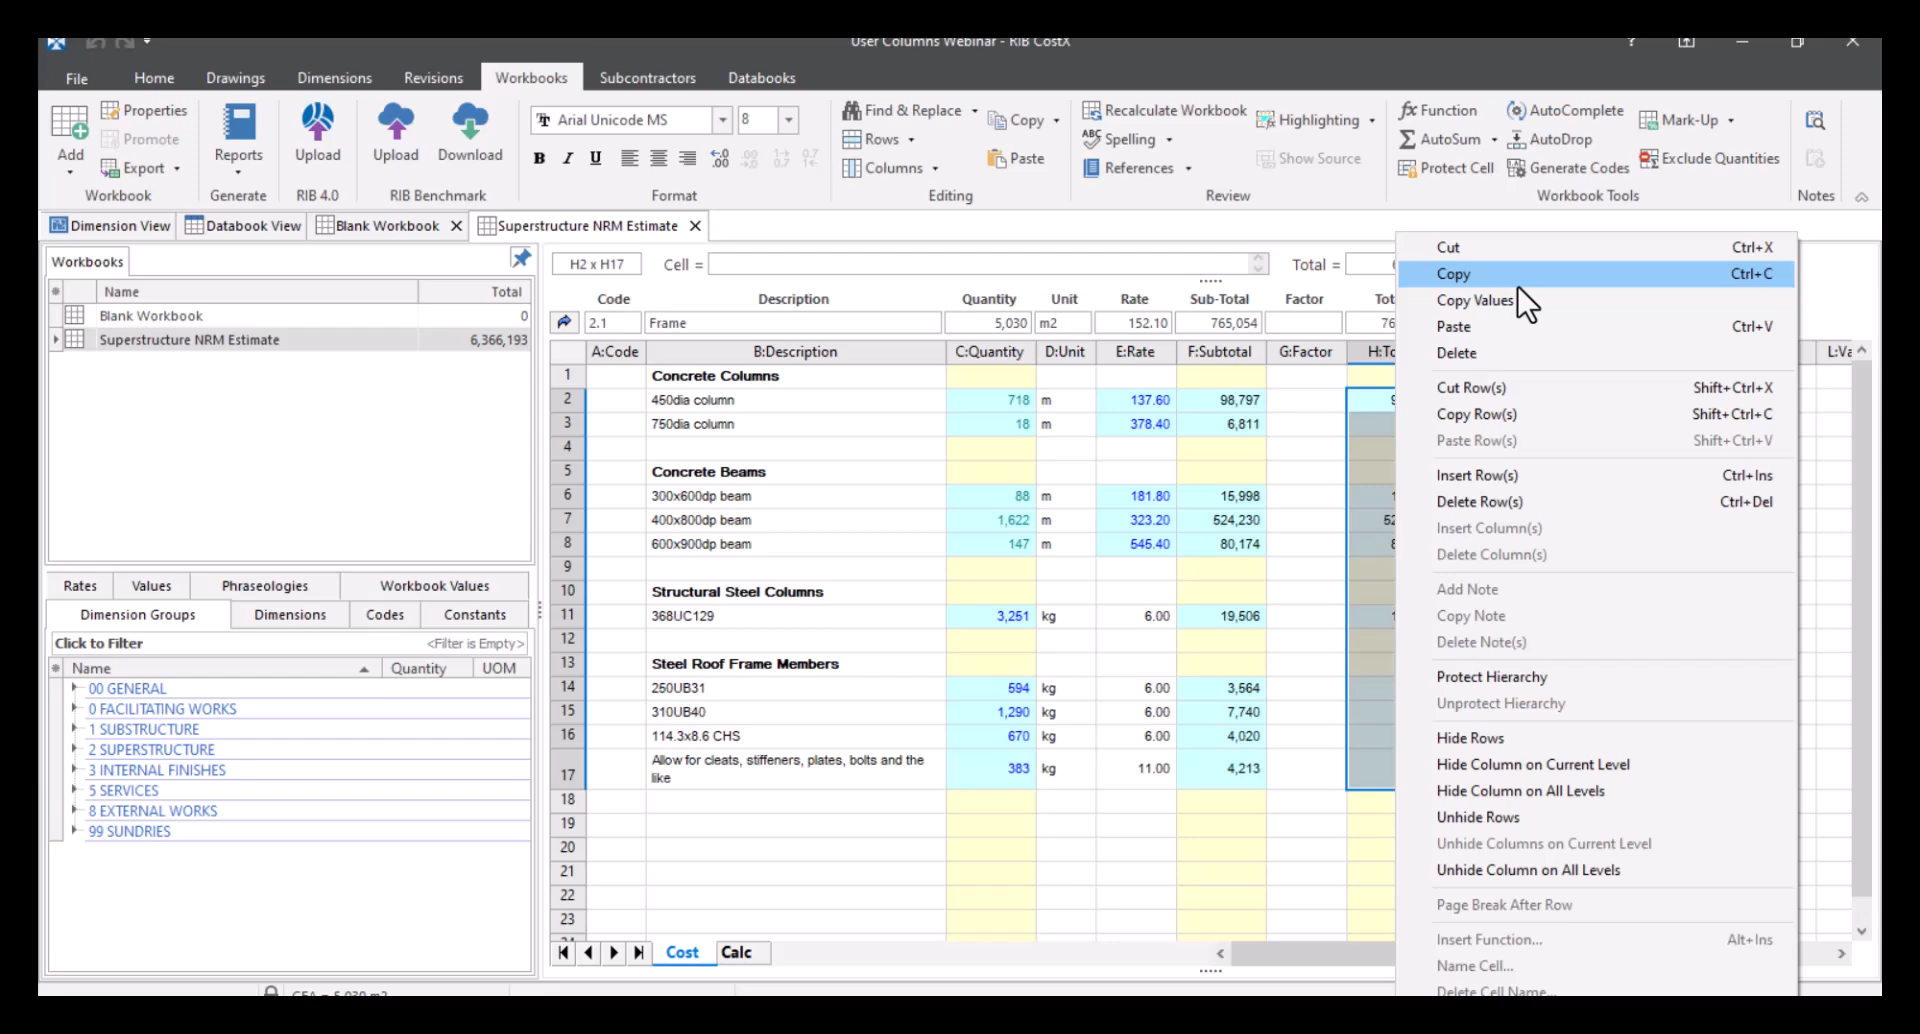 User Columns Webinar - RIB CostX
File Home Drawings Dimensions Revisions Workbooks Subcontractors Databooks
Add
Properties
Promote
Export
Workbook
Reports
Generate
Upload
RIB 4.0
Upload Download
RIB Benchmark
Arial Unicode MS 8
B I U
Format
Find & Replace
Rows
Columns
Copy
Paste
Editing
Recalculate Workbook
Spelling
References
Highlighting
Show Source
Review
Function
AutoSum
Protect Cell
AutoComplete
AutoDrop
Generate Codes
Mark-Up
Exclude Quantities
Workbook Tools
Notes
Dimension View Databook View Blank Workbook Superstructure NRM Estimate
Workbooks
Name Total
Blank Workbook 0
Superstructure NRM Estimate 6,366,193
Rates Values Phraseologies Workbook Values
Dimension Groups Dimensions Codes Constants
Click to Filter <Filter is Empty>
Name Quantity UOM
00 GENERAL
0 FACILITATING WORKS
1 SUBSTRUCTURE
2 SUPERSTRUCTURE
3 INTERNAL FINISHES
5 SERVICES
8 EXTERNAL WORKS
99 SUNDRIES
GFA = 5,030 m2
H2 x H17 Cell = Total =
Code Description Quantity Unit Rate Sub-Total Factor
2.1 Frame 5,030 m2 152.10 765,054
A:Code B:Description C:Quantity D:Unit E:Rate F:Subtotal G:Factor
1 Concrete Columns
2 450dia column 718 m 137.60 98,797
3 750dia column 18 m 378.40 6,811
4
5 Concrete Beams
6 300x600dp beam 88 m 181.80 15,998
7 400x800dp beam 1,622 m 323.20 524,230
8 600x900dp beam 147 m 545.40 80,174
9
10 Structural Steel Columns
11 368UC129 3,251 kg 6.00 19,506
12
13 Steel Roof Frame Members
14 250UB31 594 kg 6.00 3,564
15 310UB40 1,290 kg 6.00 7,740
16 114.3x8.6 CHS 670 kg 6.00 4,020
17 Allow for cleats, stiffeners, plates, bolts and the
like 383 kg 11.00 4,213
18
19
20
21
22
23
Cost Calc
Cut Ctrl+X
Copy Ctrl+C
Copy Values
Paste Ctrl+V
Delete
Cut Row(s) Shift+Ctrl+X
Copy Row(s) Shift+Ctrl+C
Paste Row(s) Shift+Ctrl+V
Insert Row(s) Ctrl+Ins
Delete Row(s) Ctrl+Del
Insert Column(s)
Delete Column(s)
Add Note
Copy Note
Delete Note(s)
Protect Hierarchy
Unprotect Hierarchy
Hide Rows
Hide Column on Current Level
Hide Column on All Levels
Unhide Rows
Unhide Columns on Current Level
Unhide Column on All Levels
Page Break After Row
Insert Function... Alt+Ins
Name Cell...
Delete Cell Name...